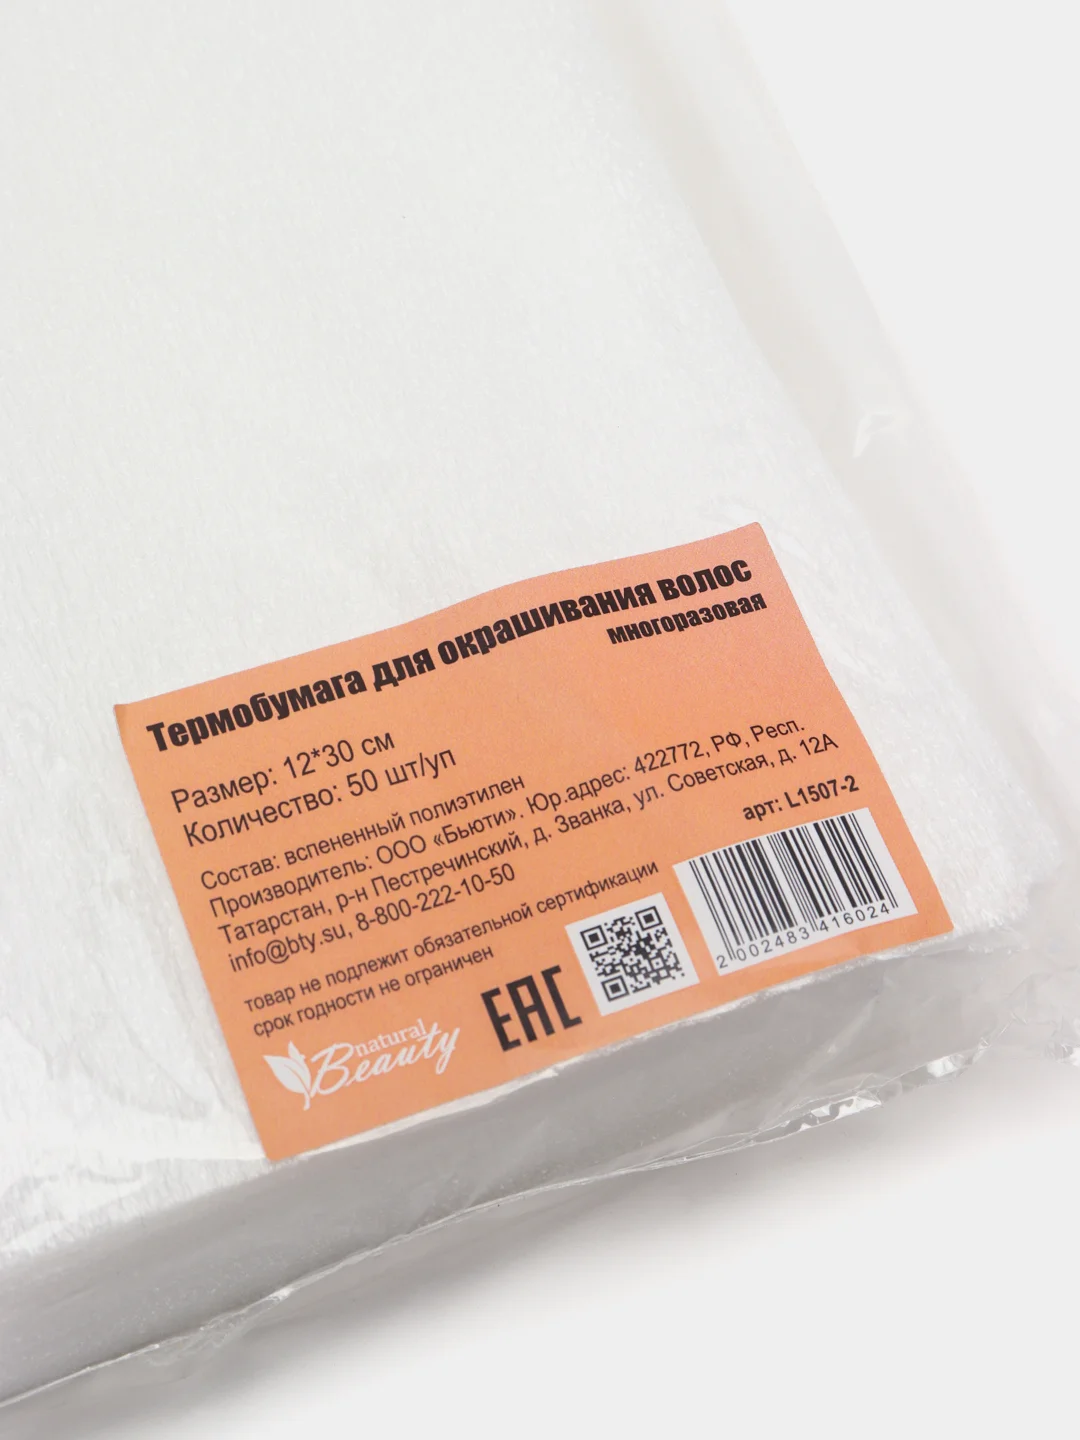 Термобумага для окрашивания волос
многоразовая
Размер: 12*30 см
Количество: 50 шт/уп
Состав: вспененный полиэтилен
Производитель: ООО «Бьюти». Юр.адрес: 422772, РФ, Респ.
Татарстан, р-н Пестречинский, д. Званка, ул. Советская, д. 12А
info@bty.su, 8-800-222-10-50
арт: L1507-2
товар не подлежит обязательной сертификации
срок годности не ограничен
natural
Beauty
EAC
2 002483 416024